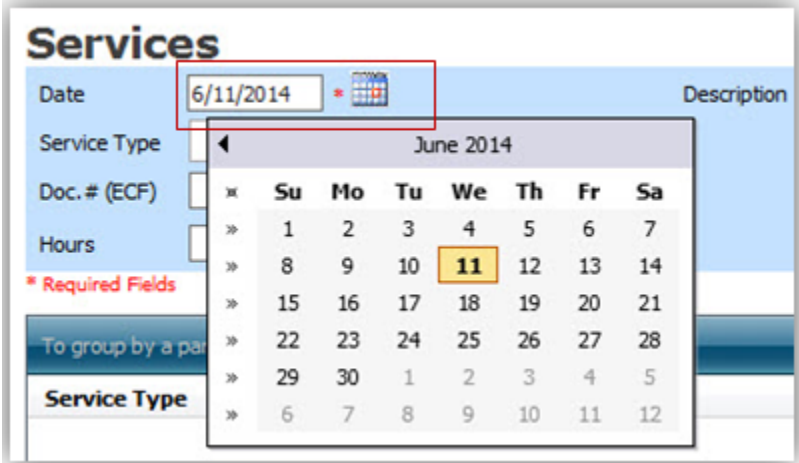 Services
Date 6/11/2014 * Description
Service Type
Doc.# (ECF)
Hours
* Required Fields
June 2014
Su Mo Tu We Th Fr Sa
» 1 2 3 4 5 6 7
» 8 9 10 11 12 13 14
» 15 16 17 18 19 20 21
» 22 23 24 25 26 27 28
» 29 30 1 2 3 4 5
» 6 7 8 9 10 11 12
To group by a par
Service Type